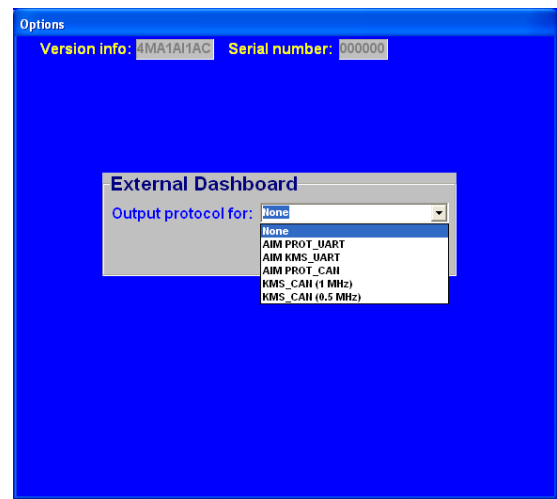 Options
Version info: 4MA1AI1AC Serial number: 000000
External Dashboard
Output protocol for: None
None
AIM PROT_UART
AIM KMS_UART
AIM PROT_CAN
KMS_CAN (1 MHz)
KMS_CAN (0.5 MHz)